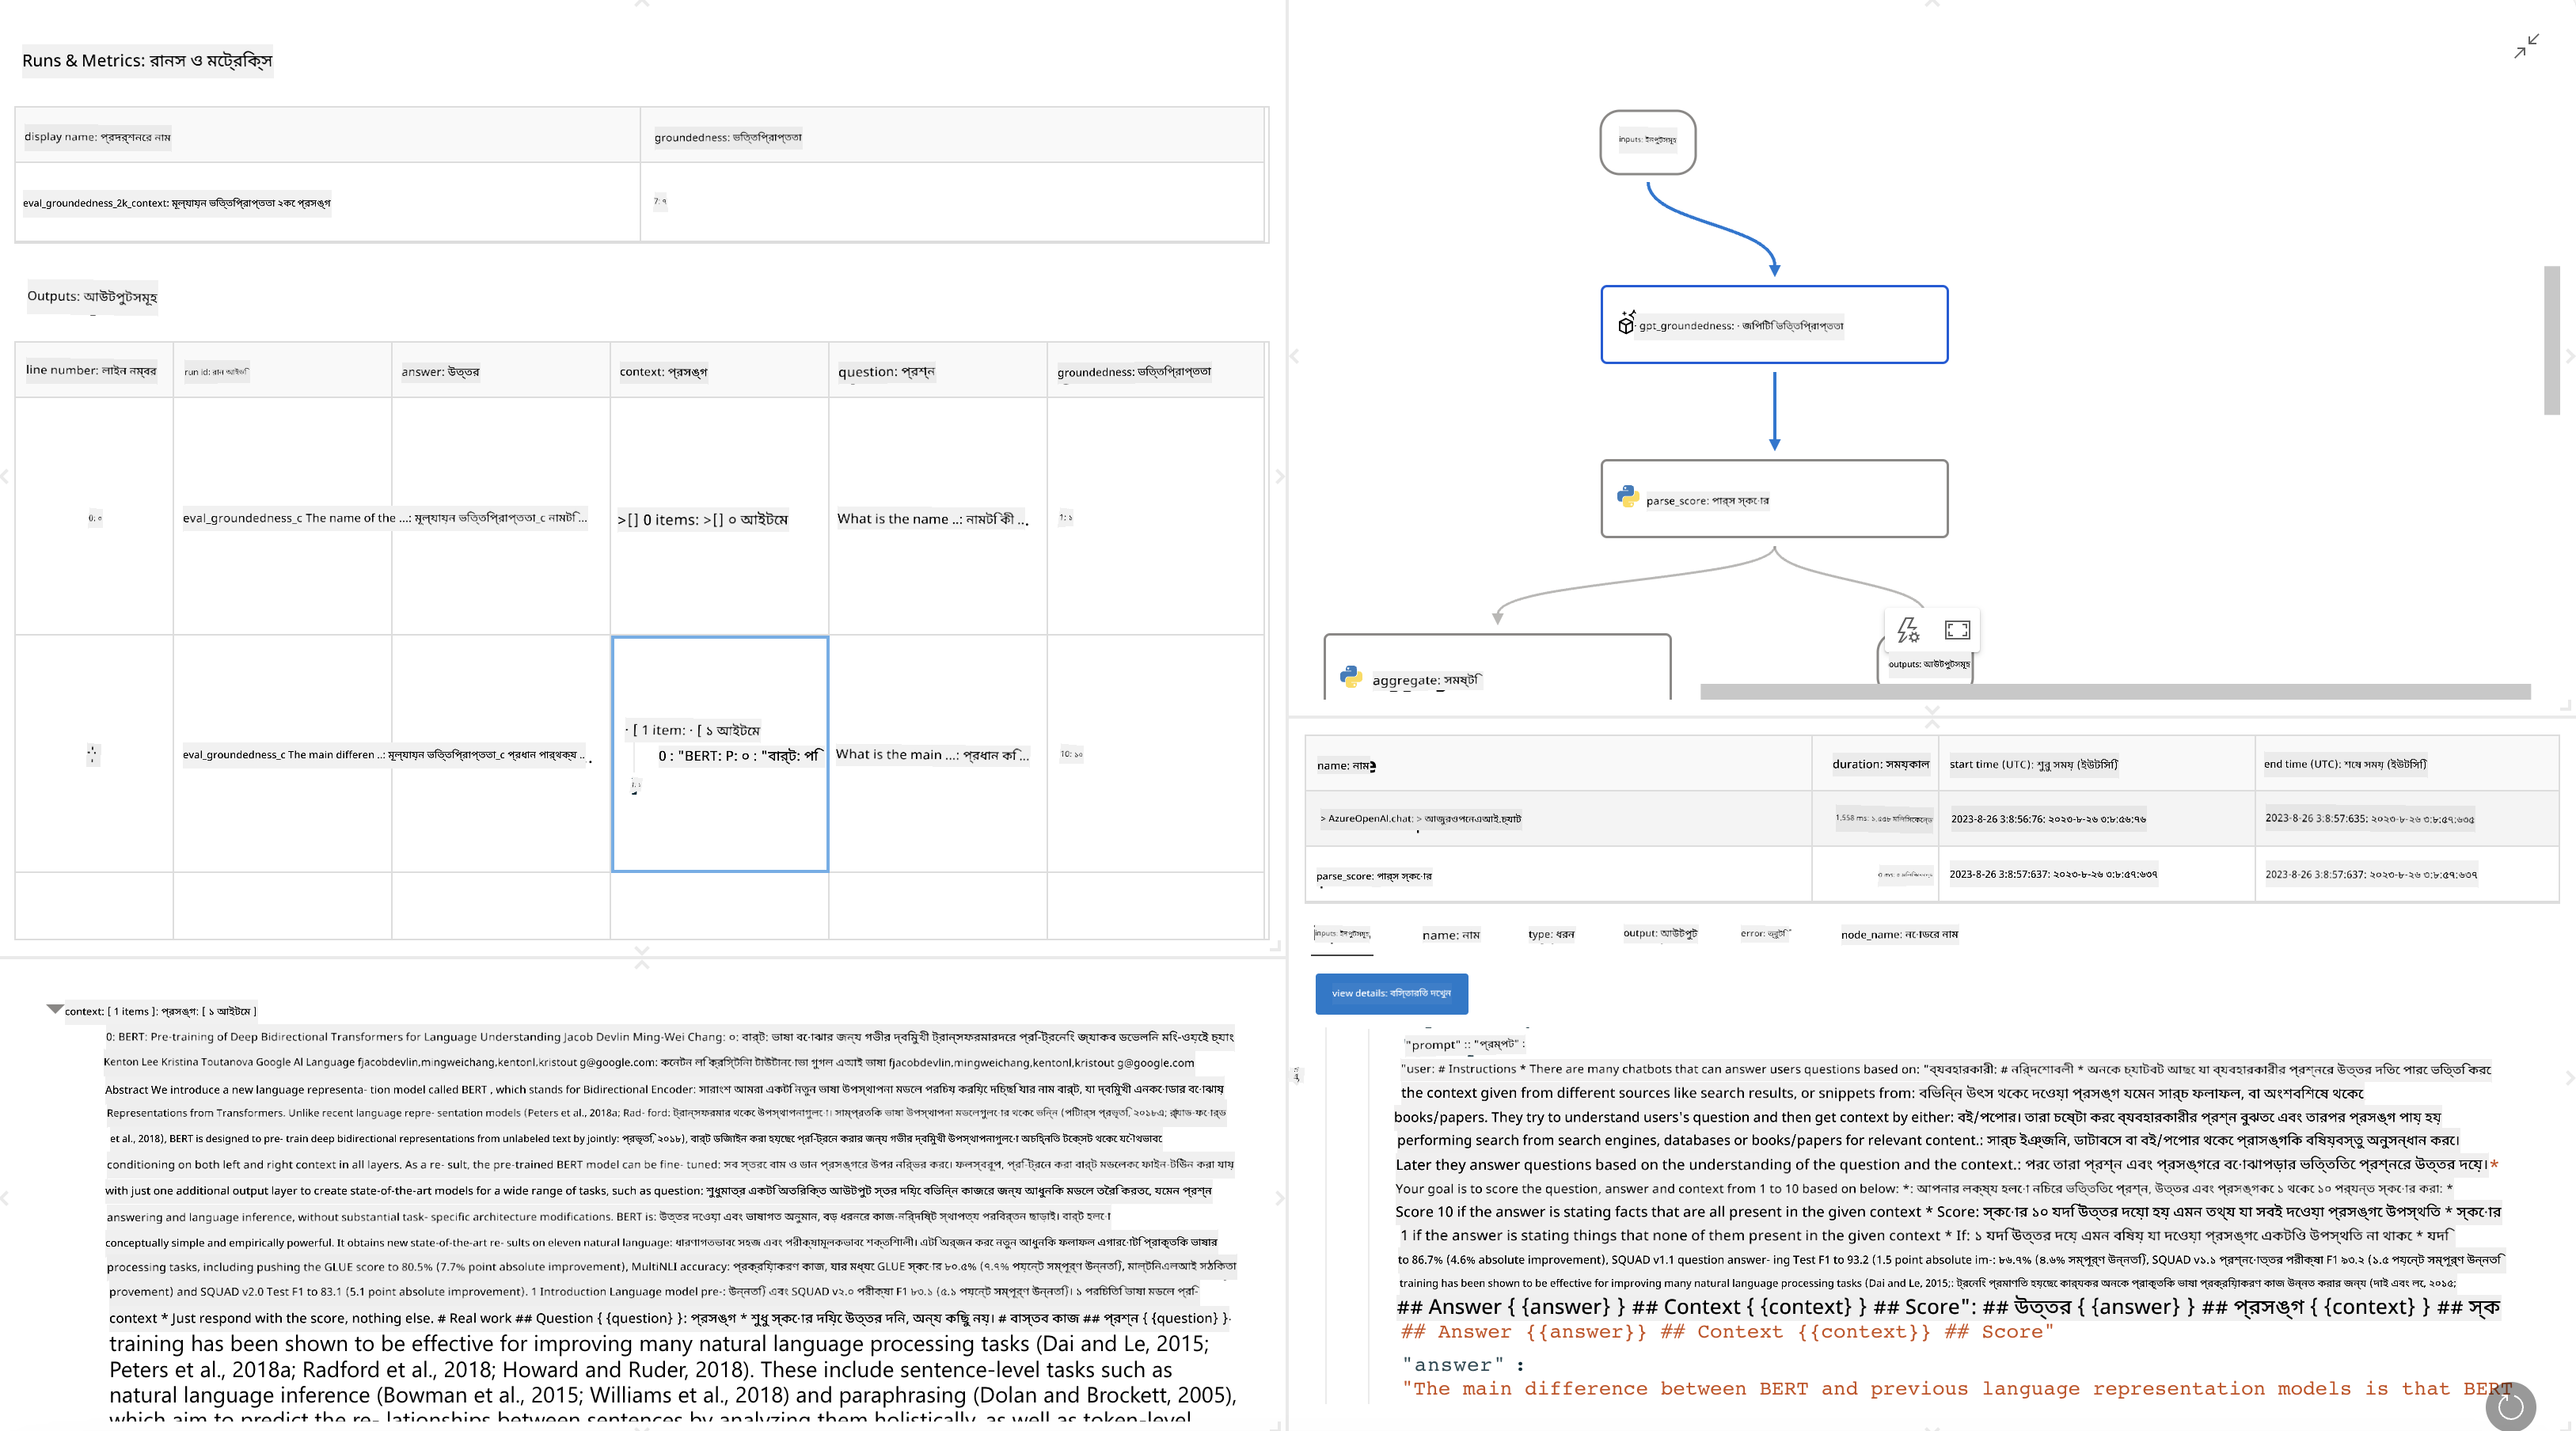 Runs & Metrics: রানস ও মেট্রিক্স
display name: প্রদর্শনের নাম
groundedness: ভিত্তিপ্রাপ্ততা
eval_groundedness_2k_context: মূল্যায়ন ভিত্তিপ্রাপ্ততা ২কে প্রসঙ্গ
7: ৭
Outputs: আউটপুটসমূহ
line number: লাইন নম্বর
run id: রান আইডি
answer: উত্তর
context: প্রসঙ্গ
question: প্রশ্ন
groundedness: ভিত্তিপ্রাপ্ততা
0: ০
eval_groundedness_c The name of the ...: মূল্যায়ন ভিত্তিপ্রাপ্ততা_c নামটি ...
>[] 0 items: >[] ০ আইটেম
What is the name ..: নামটি কী ..
1: ১
eval_groundedness_c The main differen ..: মূল্যায়ন ভিত্তিপ্রাপ্ততা_c প্রধান পার্থক্য ..
· [ 1 item: · [ ১ আইটেম
0 : "BERT: P: ০ : "বার্ট: পি
What is the main ...: প্রধান কি ...
10: ১০
context: [ 1 items ]: প্রসঙ্গ: [ ১ আইটেম ]
0: BERT: Pre-training of Deep Bidirectional Transformers for Language Understanding Jacob Devlin Ming-Wei Chang: ০: বার্ট: ভাষা বোঝার জন্য গভীর দ্বিমুখী ট্রান্সফরমারদের প্রি-ট্রেনিং জ্যাকব ডেভলিন মিং-ওয়েই চ্যাং
Kenton Lee Kristina Toutanova Google AI Language fjacobdevlin,mingweichang,kentonl,kristout g@google.com: কেনটন লি ক্রিস্টিনা টাউটানোভা গুগল এআই ভাষা fjacobdevlin,mingweichang,kentonl,kristout g@google.com
Abstract We introduce a new language representa- tion model called BERT , which stands for Bidirectional Encoder: সারাংশ আমরা একটি নতুন ভাষা উপস্থাপনা মডেলে পরিচয় করিয়ে দিচ্ছি যার নাম বার্ট, যা দ্বিমুখী এনকোডার বোঝায়
Representations from Transformers. Unlike recent language repre- sentation models (Peters et al., 2018a; Rad- ford: ট্রান্সফরমার থেকে উপস্থাপনাগুলো। সাম্প্রতিক ভাষা উপস্থাপনা মডেলগুলোর থেকে ভিন্ন (পিটার্স প্রভৃতি, ২০১৮এ; র‍্যাড-ফোর্ড
et al., 2018), BERT is designed to pre- train deep bidirectional representations from unlabeled text by jointly: প্রভৃতি, ২০১৮), বার্ট ডিজাইন করা হয়েছে প্রি-ট্রেন করার জন্য গভীর দ্বিমুখী উপস্থাপনাগুলো অচিহ্নিত টেক্সট থেকে যৌথভাবে
conditioning on both left and right context in all layers. As a re- sult, the pre-trained BERT model can be fine- tuned: সব স্তরে বাম ও ডান প্রসঙ্গের উপর নির্ভর করে। ফলস্বরূপ, প্রি-ট্রেন করা বার্ট মডেলকে ফাইন-টিউন করা যায়
with just one additional output layer to create state-of-the-art models for a wide range of tasks, such as question: শুধুমাত্র একটি অতিরিক্ত আউটপুট স্তর দিয়ে বিভিন্ন কাজের জন্য আধুনিক মডেল তৈরি করতে, যেমন প্রশ্ন
answering and language inference, without substantial task- specific architecture modifications. BERT is: উত্তর দেওয়া এবং ভাষাগত অনুমান, বড় ধরনের কাজ-নির্দিষ্ট স্থাপত্য পরিবর্তন ছাড়াই। বার্ট হলো
conceptually simple and empirically powerful. It obtains new state-of-the-art re- sults on eleven natural language: ধারণাগতভাবে সহজ এবং পরীক্ষামূলকভাবে শক্তিশালী। এটি অর্জন করে নতুন আধুনিক ফলাফল এগারোটি প্রাকৃতিক ভাষার
processing tasks, including pushing the GLUE score to 80.5% (7.7% point absolute improvement), MultiNLI accuracy: প্রক্রিয়াকরণ কাজ, যার মধ্যে GLUE স্কোর ৮০.৫% (৭.৭% পয়েন্ট সম্পূর্ণ উন্নতি), মাল্টিনিএলআই সঠিকতা
provement) and SQUAD v2.0 Test F1 to 83.1 (5.1 point absolute improvement). 1 Introduction Language model pre-: উন্নতি) এবং SQUAD v২.০ পরীক্ষা F1 ৮৩.১ (৫.১ পয়েন্ট সম্পূর্ণ উন্নতি)। ১ পরিচিতি ভাষা মডেল প্রি-
context * Just respond with the score, nothing else. # Real work ## Question { {question} }: প্রসঙ্গ * শুধু স্কোর দিয়ে উত্তর দিন, অন্য কিছু নয়। # বাস্তব কাজ ## প্রশ্ন { {question} }
training has been shown to be effective for improving many natural language processing tasks (Dai and Le, 2015;
Peters et al., 2018a; Radford et al., 2018; Howard and Ruder, 2018). These include sentence-level tasks such as
natural language inference (Bowman et al., 2015; Williams et al., 2018) and paraphrasing (Dolan and Brockett, 2005),
which aim to predict the re- lationships between sentences by analyzing them holistically, as well as token-level
inputs: ইনপুটসমূহ
gpt_groundedness: · জিপিটি ভিত্তিপ্রাপ্ততা
parse_score: পার্স স্কোর
aggregate: সমষ্টি
outputs: আউটপুটসমূহ
name: নাম
duration: সময়কাল
start time (UTC): শুরু সময় (ইউটিসি)
end time (UTC): শেষ সময় (ইউটিসি)
> AzureOpenAI.chat: > আজুরওপেনএআই.চ্যাট
1,558 ms: ১,৫৫৮ মিলিসেকেন্ড
2023-8-26 3:8:56:76: ২০২৩-৮-২৬ ৩:৮:৫৬:৭৬
2023-8-26 3:8:57:635: ২০২৩-৮-২৬ ৩:৮:৫৭:৬৩৫
parse_score: পার্স স্কোর
2023-8-26 3:8:57:637: ২০২৩-৮-২৬ ৩:৮:৫৭:৬৩৭
2023-8-26 3:8:57:637: ২০২৩-৮-২৬ ৩:৮:৫৭:৬৩৭
inputs: ইনপুটসমূহ
name: নাম
type: ধরন
output: আউটপুট
error: ত্রুটি
node_name: নোডের নাম
view details: বিস্তারিত দেখুন
"prompt" :: "প্রম্পট" :
"user: # Instructions * There are many chatbots that can answer users questions based on: "ব্যবহারকারী: # নির্দেশাবলী * অনেক চ্যাটবট আছে যা ব্যবহারকারীর প্রশ্নের উত্তর দিতে পারে ভিত্তি করে
the context given from different sources like search results, or snippets from: বিভিন্ন উৎস থেকে দেওয়া প্রসঙ্গ যেমন সার্চ ফলাফল, বা অংশবিশেষ থেকে
books/papers. They try to understand users's question and then get context by either: বই/পেপার। তারা চেষ্টা করে ব্যবহারকারীর প্রশ্ন বুঝতে এবং তারপর প্রসঙ্গ পায় হয়
performing search from search engines, databases or books/papers for relevant content.: সার্চ ইঞ্জিন, ডাটাবেস বা বই/পেপার থেকে প্রাসঙ্গিক বিষয়বস্তু অনুসন্ধান করে।
Later they answer questions based on the understanding of the question and the context.: পরে তারা প্রশ্ন এবং প্রসঙ্গের বোঝাপড়ার ভিত্তিতে প্রশ্নের উত্তর দেয়। *
Your goal is to score the question, answer and context from 1 to 10 based on below: *: আপনার লক্ষ্য হলো নিচের ভিত্তিতে প্রশ্ন, উত্তর এবং প্রসঙ্গকে ১ থেকে ১০ পর্যন্ত স্কোর করা: *
Score 10 if the answer is stating facts that are all present in the given context * Score: স্কোর ১০ যদি উত্তর দেয়া হয় এমন তথ্য যা সবই দেওয়া প্রসঙ্গে উপস্থিত * স্কোর
1 if the answer is stating things that none of them present in the given context * If: ১ যদি উত্তর দেয় এমন বিষয় যা দেওয়া প্রসঙ্গে একটিও উপস্থিত না থাকে * যদি
to 86.7% (4.6% absolute improvement), SQUAD v1.1 question answer- ing Test F1 to 93.2 (1.5 point absolute im-: ৮৬.৭% (৪.৬% সম্পূর্ণ উন্নতি), SQUAD v১.১ প্রশ্নোত্তর পরীক্ষা F1 ৯৩.২ (১.৫ পয়েন্ট সম্পূর্ণ উন্নতি
training has been shown to be effective for improving many natural language processing tasks (Dai and Le, 2015;: ট্রেনিং প্রমাণিত হয়েছে কার্যকর অনেক প্রাকৃতিক ভাষা প্রক্রিয়াকরণ কাজ উন্নত করার জন্য (দাই এবং লে, ২০১৫;
## Answer { {answer} } ## Context { {context} } ## Score": ## উত্তর { {answer} } ## প্রসঙ্গ { {context} } ## স্ক
## Answer {{answer}} ## Context {{context}} ## Score"
"answer" :
"The main difference between BERT and previous language representation models is that BERT